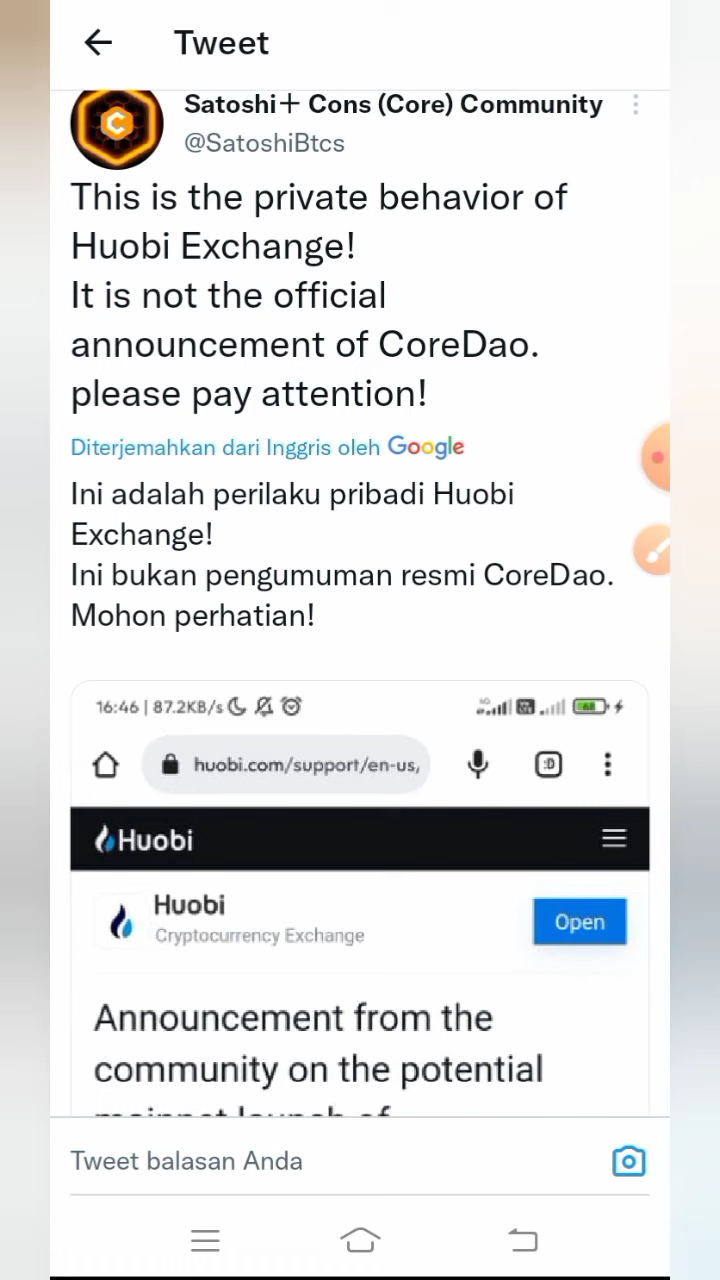 Tweet
Satoshi+ Cons (Core) Community
@SatoshiBtcs
This is the private behavior of
Huobi Exchange!
It is not the official
announcement of CoreDao.
please pay attention!
Diterjemahkan dari Inggris oleh Google
Ini adalah perilaku pribadi Huobi
Exchange!
Ini bukan pengumuman resmi CoreDao.
Mohon perhatian!
16:46 | 87.2KB/s
huobi.com/support/en-us,
:D
Huobi
Huobi
Cryptocurrency Exchange
Open
Announcement from the
community on the potential
mainnet launch of
Tweet balasan Anda